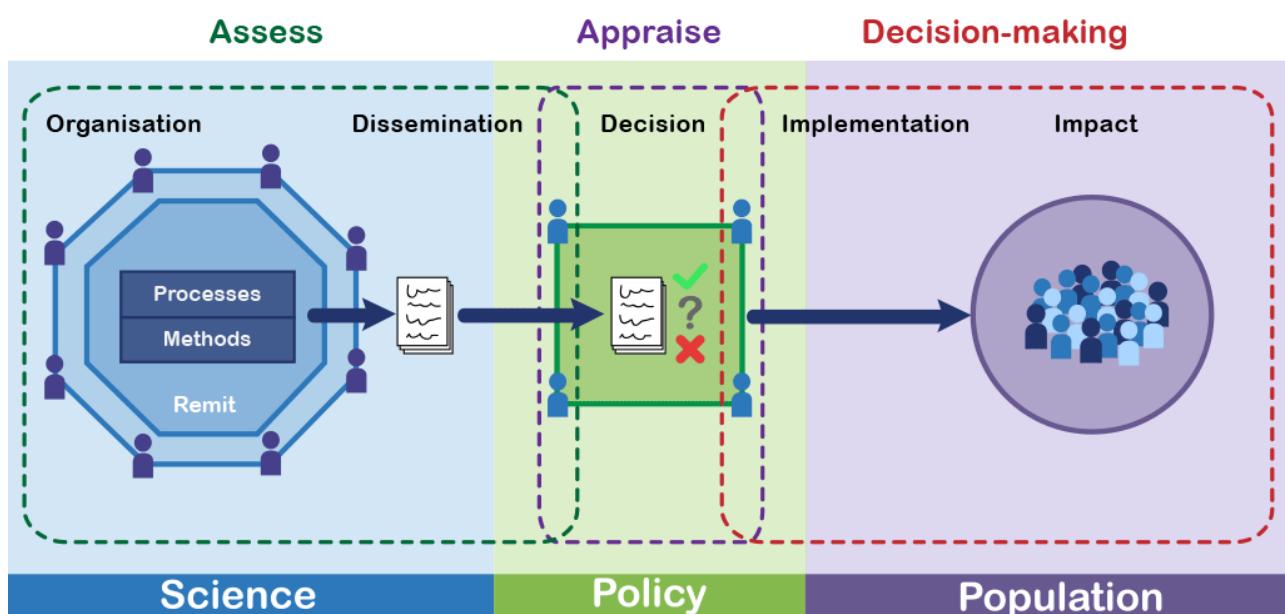 Assess
Appraise
Decision-making
Organisation
Dissemination
Decision
Implementation
Impact
Processes
Methods
Remit
?
Science
Policy
Population